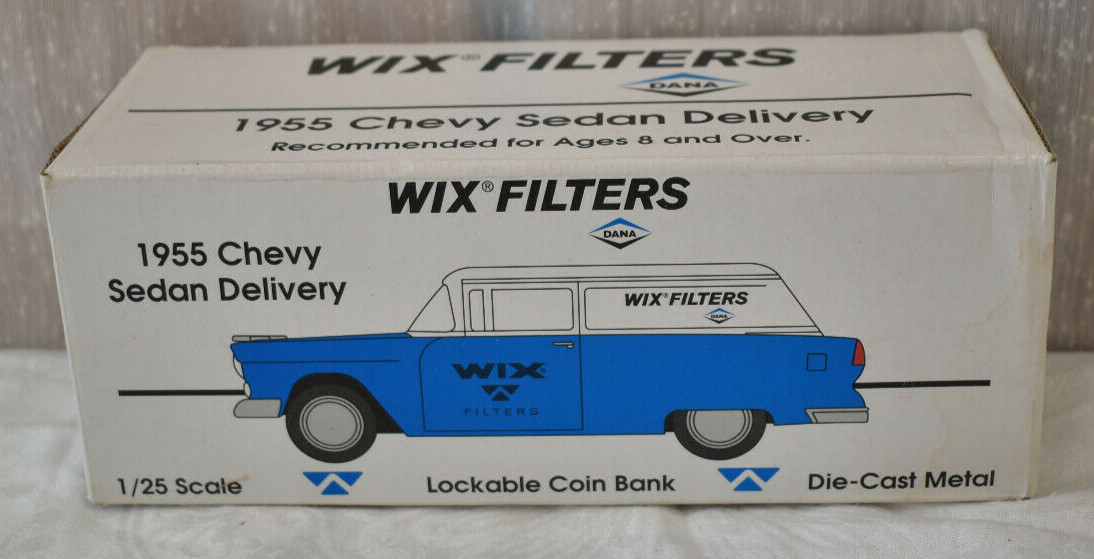 WIX® FILTERS
DANA
1955 Chevy Sedan Delivery
Recommended for Ages 8 and Over.
WIX® FILTERS
DANA
1955 Chevy
Sedan Delivery
WIX® FILTERS
DANA
WIX®
FILTERS
1/25 Scale
Lockable Coin Bank
Die-Cast Metal